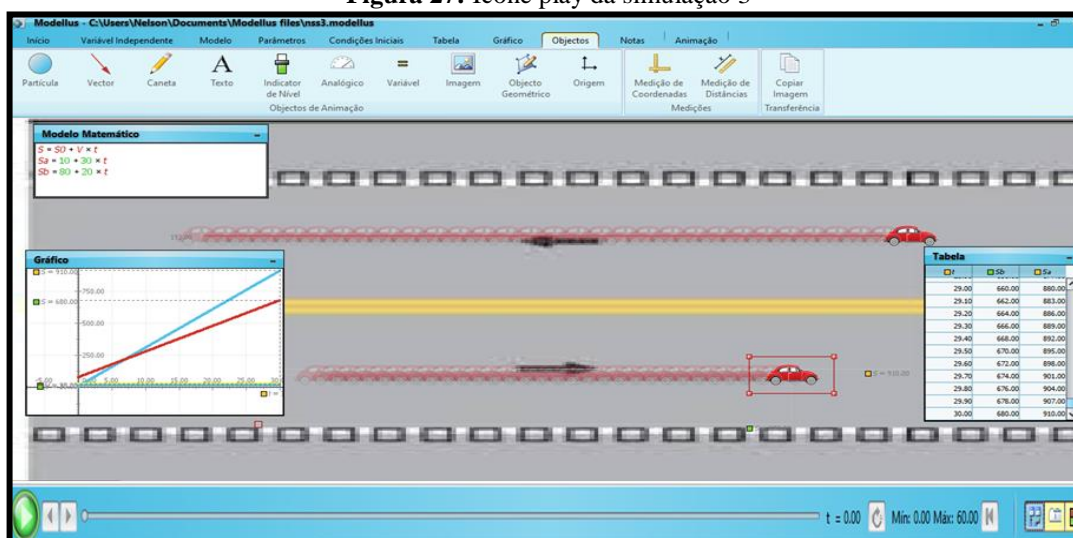 Figura 27: Ícone play da simulação 3
Modellus - C:\Users\Nelson\Documents\Modellus files\nss3.modellus
Início Variável Independente Modelo Parâmetros Condições Iniciais Tabela Gráfico Objectos Notas Animação
Partícula Vector Caneta Texto Indicator de Nível Analógico Variável Imagem Objecto Geométrico Origem Medição de Coordenadas Medição de Distâncias Copiar Imagem
Objectos de Animação Medições Transferência
Modelo Matemático
S = S0 + V × t
Sa = 10 + 30 × t
Sb = 80 + 20 × t
Gráfico
S = 910.00
750.00
S = 680.00
500.00
250.00
5.00 10.00 15.00 20.00 25.00
S = 910.00
Tabela
t Sb Sa
29.00 660.00 880.00
29.10 662.00 883.00
29.20 664.00 886.00
29.30 666.00 889.00
29.40 668.00 892.00
29.50 670.00 895.00
29.60 672.00 898.00
29.70 674.00 901.00
29.80 676.00 904.00
29.90 678.00 907.00
30.00 680.00 910.00
t = 0.00 Mín: 0.00 Máx: 60.00